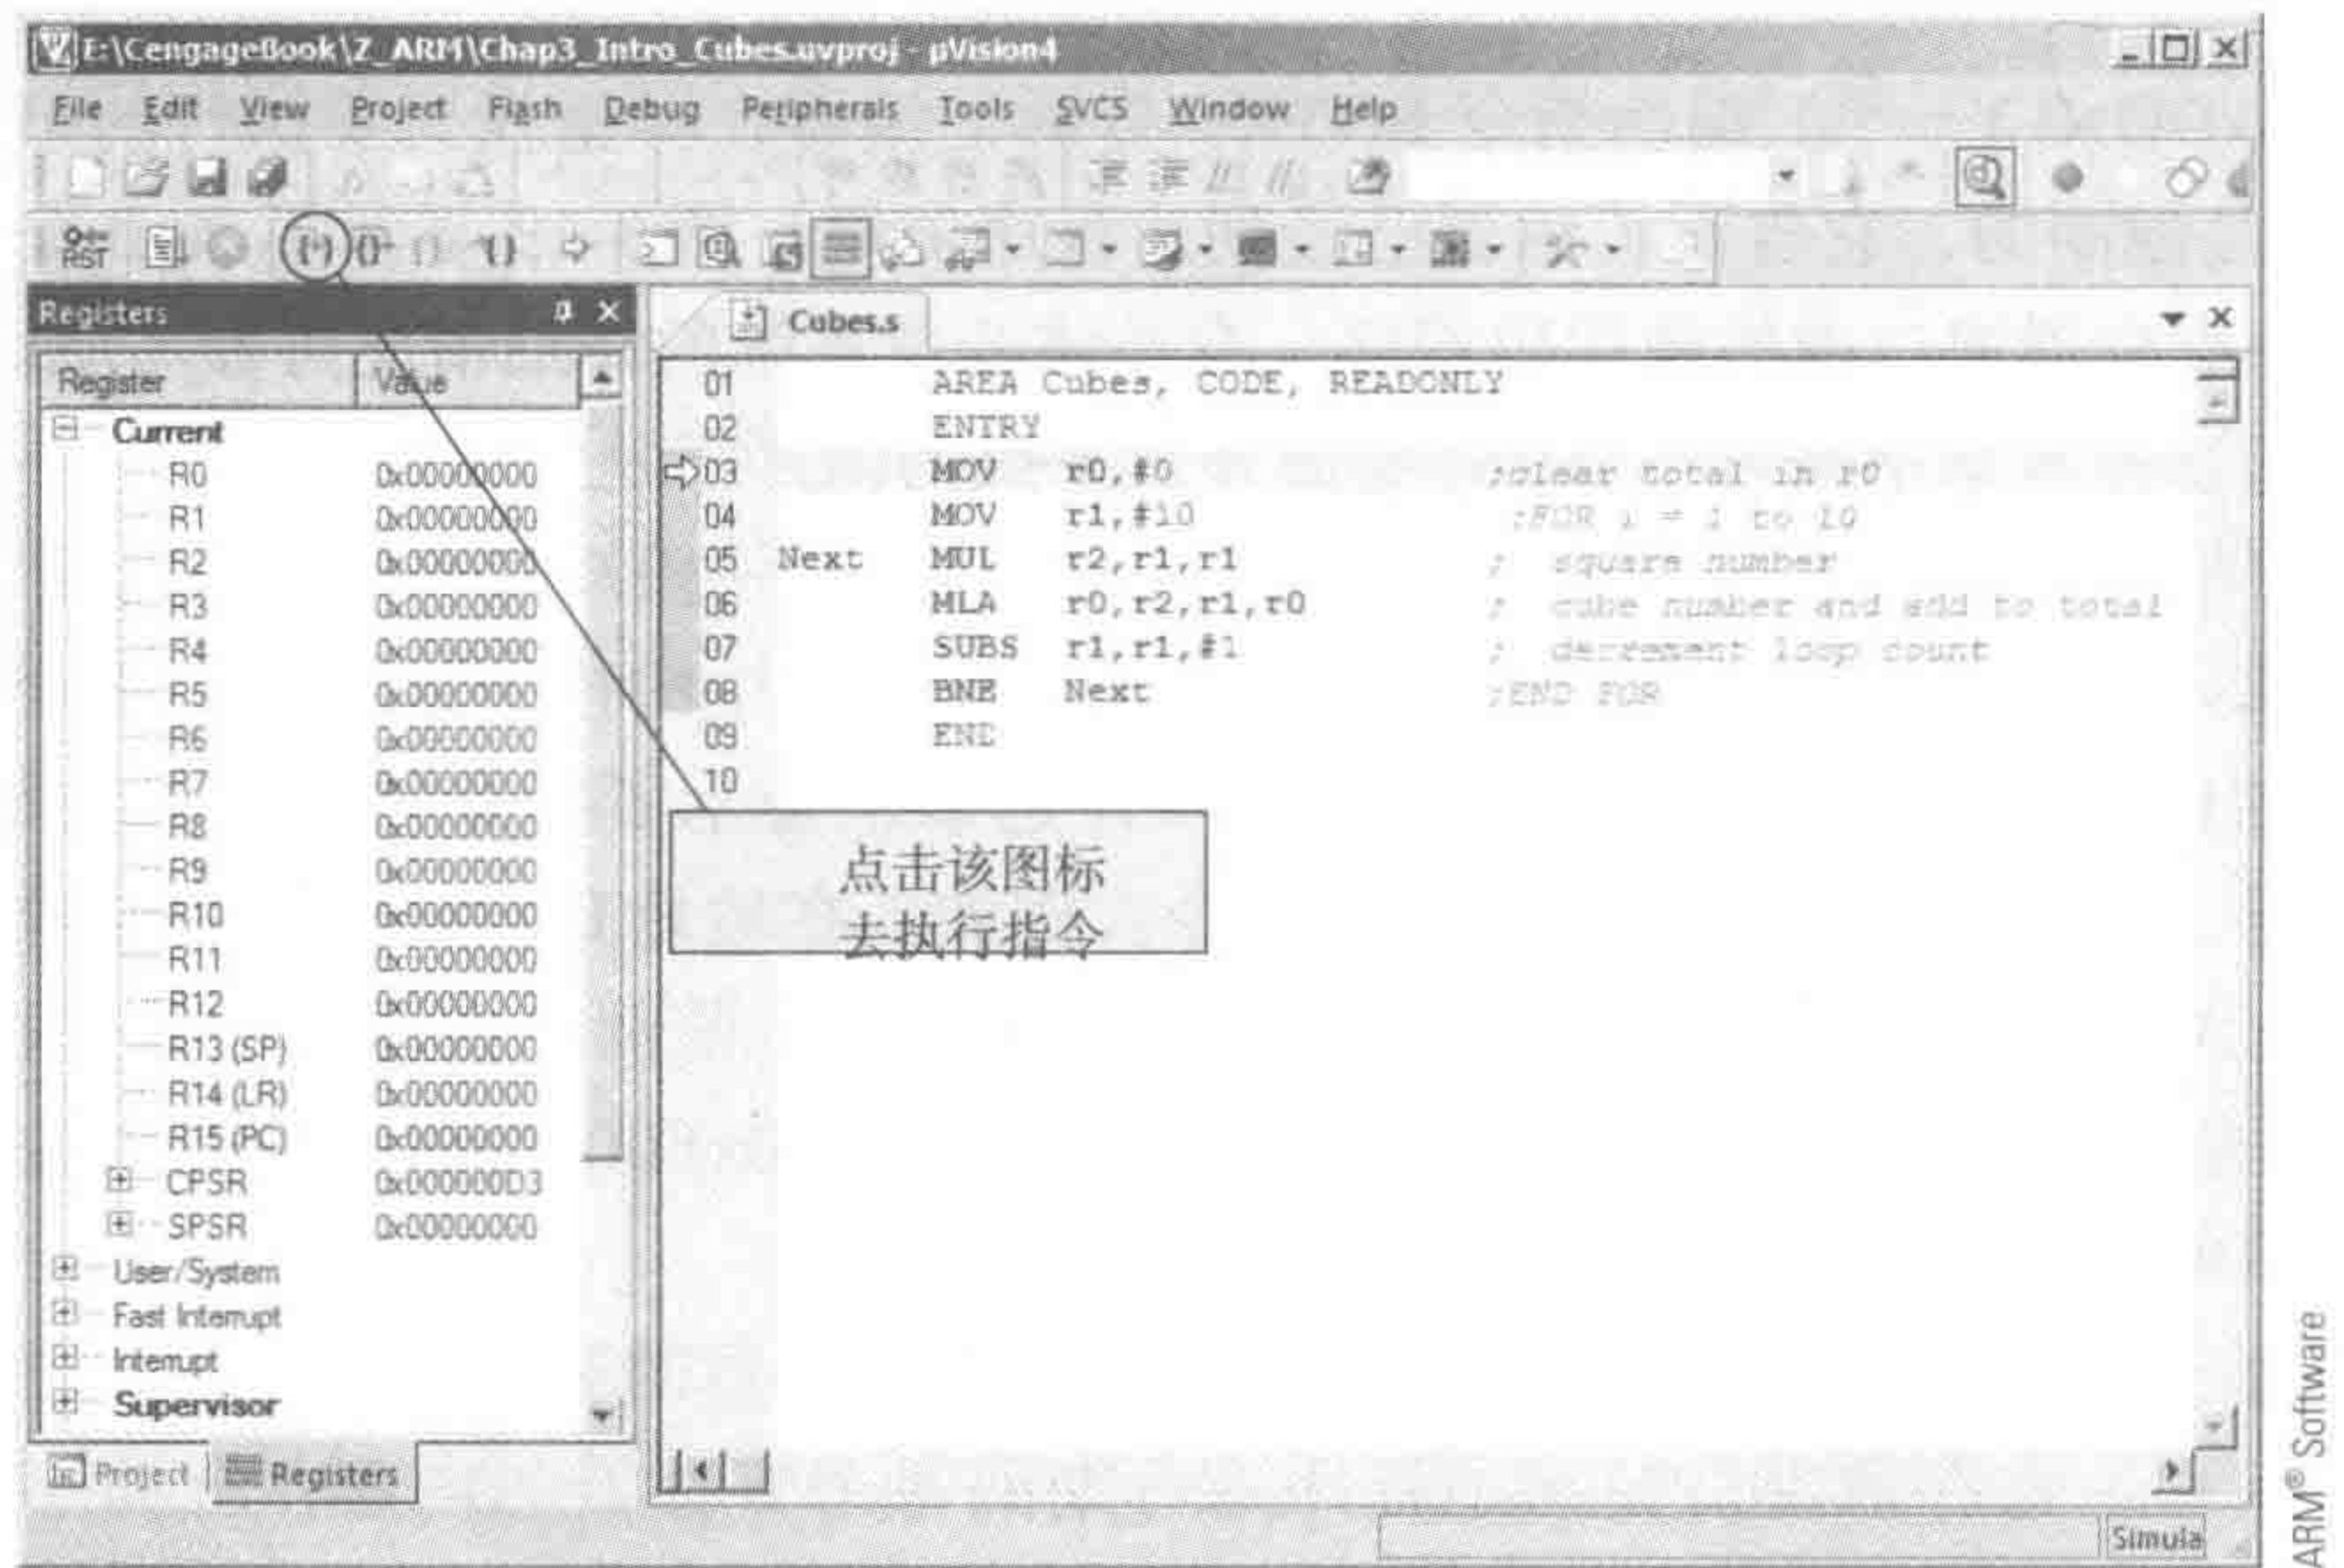 E:\CengageBook\Z_ARM\Chap3_Intro_Cubes.uvproj - µVision4
File Edit View Project Flash Debug Peripherals Tools SVCS Window Help
RST
Registers
Register Value
Current
R0 0x00000000
R1 0x00000000
R2 0x00000000
R3 0x00000000
R4 0x00000000
R5 0x00000000
R6 0x00000000
R7 0x00000000
R8 0x00000000
R9 0x00000000
R10 0x00000000
R11 0x00000000
R12 0x00000000
R13 (SP) 0x00000000
R14 (LR) 0x00000000
R15 (PC) 0x00000000
CPSR 0x000000D3
SPSR 0x00000000
User/System
Fast Interrupt
Interrupt
Supervisor
Project Registers
Cubes.s
01 AREA Cubes, CODE, READONLY
02 ENTRY
03 MOV r0,#0 ;clear total in r0
04 MOV r1,#10 ;FOR i = 1 to 10
05 Next MUL r2,r1,r1 ; square number
06 MLA r0,r2,r1,r0 ; cube number and add to total
07 SUBS r1,r1,#1 ; decrement loop count
08 BNE Next ;END FOR
09 END
10
点击该图标
去执行指令
Simula
ARM® Software